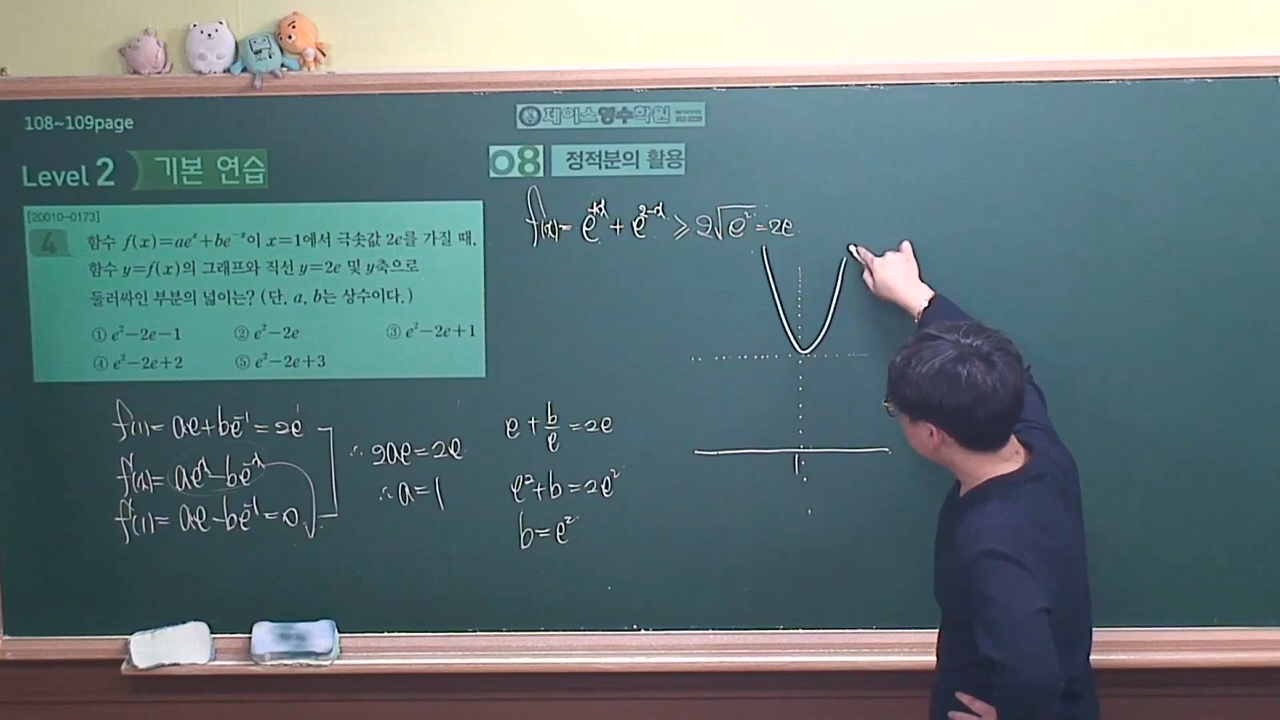 108~109page
제이스영수학원
Level 2 기본 연습
08 정적분의 활용
[20010-0173]
4 함수 f(x)=ae^x+be^{-x}이 x=1에서 극솟값 2e를 가질 때,
함수 y=f(x)의 그래프와 직선 y=2e 및 y축으로
둘러싸인 부분의 넓이는? (단, a, b는 상수이다.)
① e²-2e-1 ② e²-2e ③ e²-2e+1
④ e²-2e+2 ⑤ e²-2e+3
f(1)= ae+be^{-1}=2e
f'(x)= ae^x-be^{-x}
f'(1)= ae-be^{-1}=0
∴ 2ae=2e
∴ a=1
e+b/e=2e
e²+b=2e²
b=e²
f(x)= e^x+e^{2-x} ≥ 2√e²=2e
1